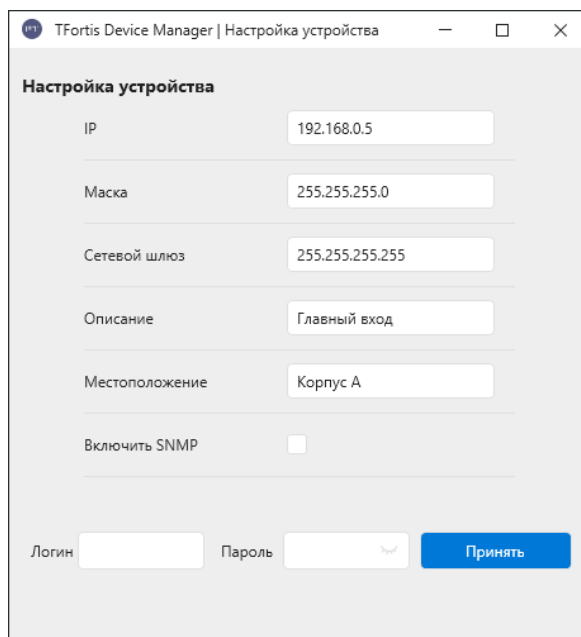 TFortis Device Manager | Настройка устройства
Настройка устройства
IP 192.168.0.5
Маска 255.255.255.0
Сетевой шлюз 255.255.255.255
Описание Главный вход
Местоположение Корпус А
Включить SNMP
Логин Пароль Принять